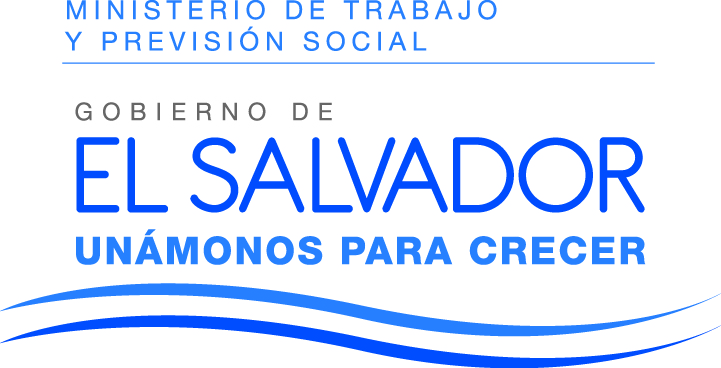 MINISTERIO DE TRABAJO
Y PREVISIÓN SOCIAL
GOBIERNO DE
EL SALVADOR
UNÁMONOS PARA CRECER